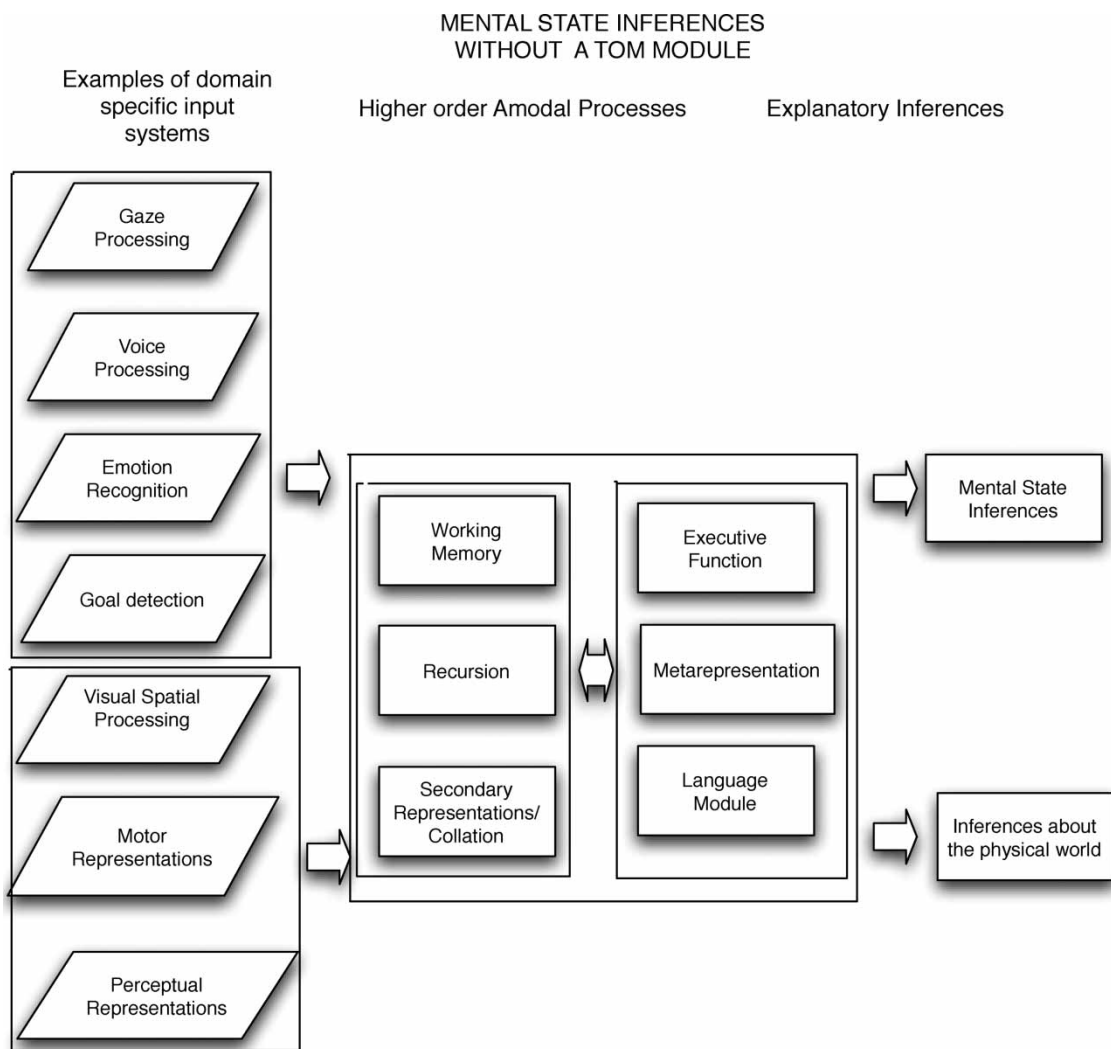 MENTAL STATE INFERENCES
WITHOUT A TOM MODULE
Examples of domain
specific input
systems
Higher order Amodal Processes
Explanatory Inferences
Gaze
Processing
Voice
Processing
Emotion
Recognition
Goal detection
Visual Spatial
Processing
Motor
Representations
Perceptual
Representations
Working
Memory
Recursion
Secondary
Representations/
Collation
Executive
Function
Metarepresentation
Language
Module
Mental State
Inferences
Inferences about
the physical world